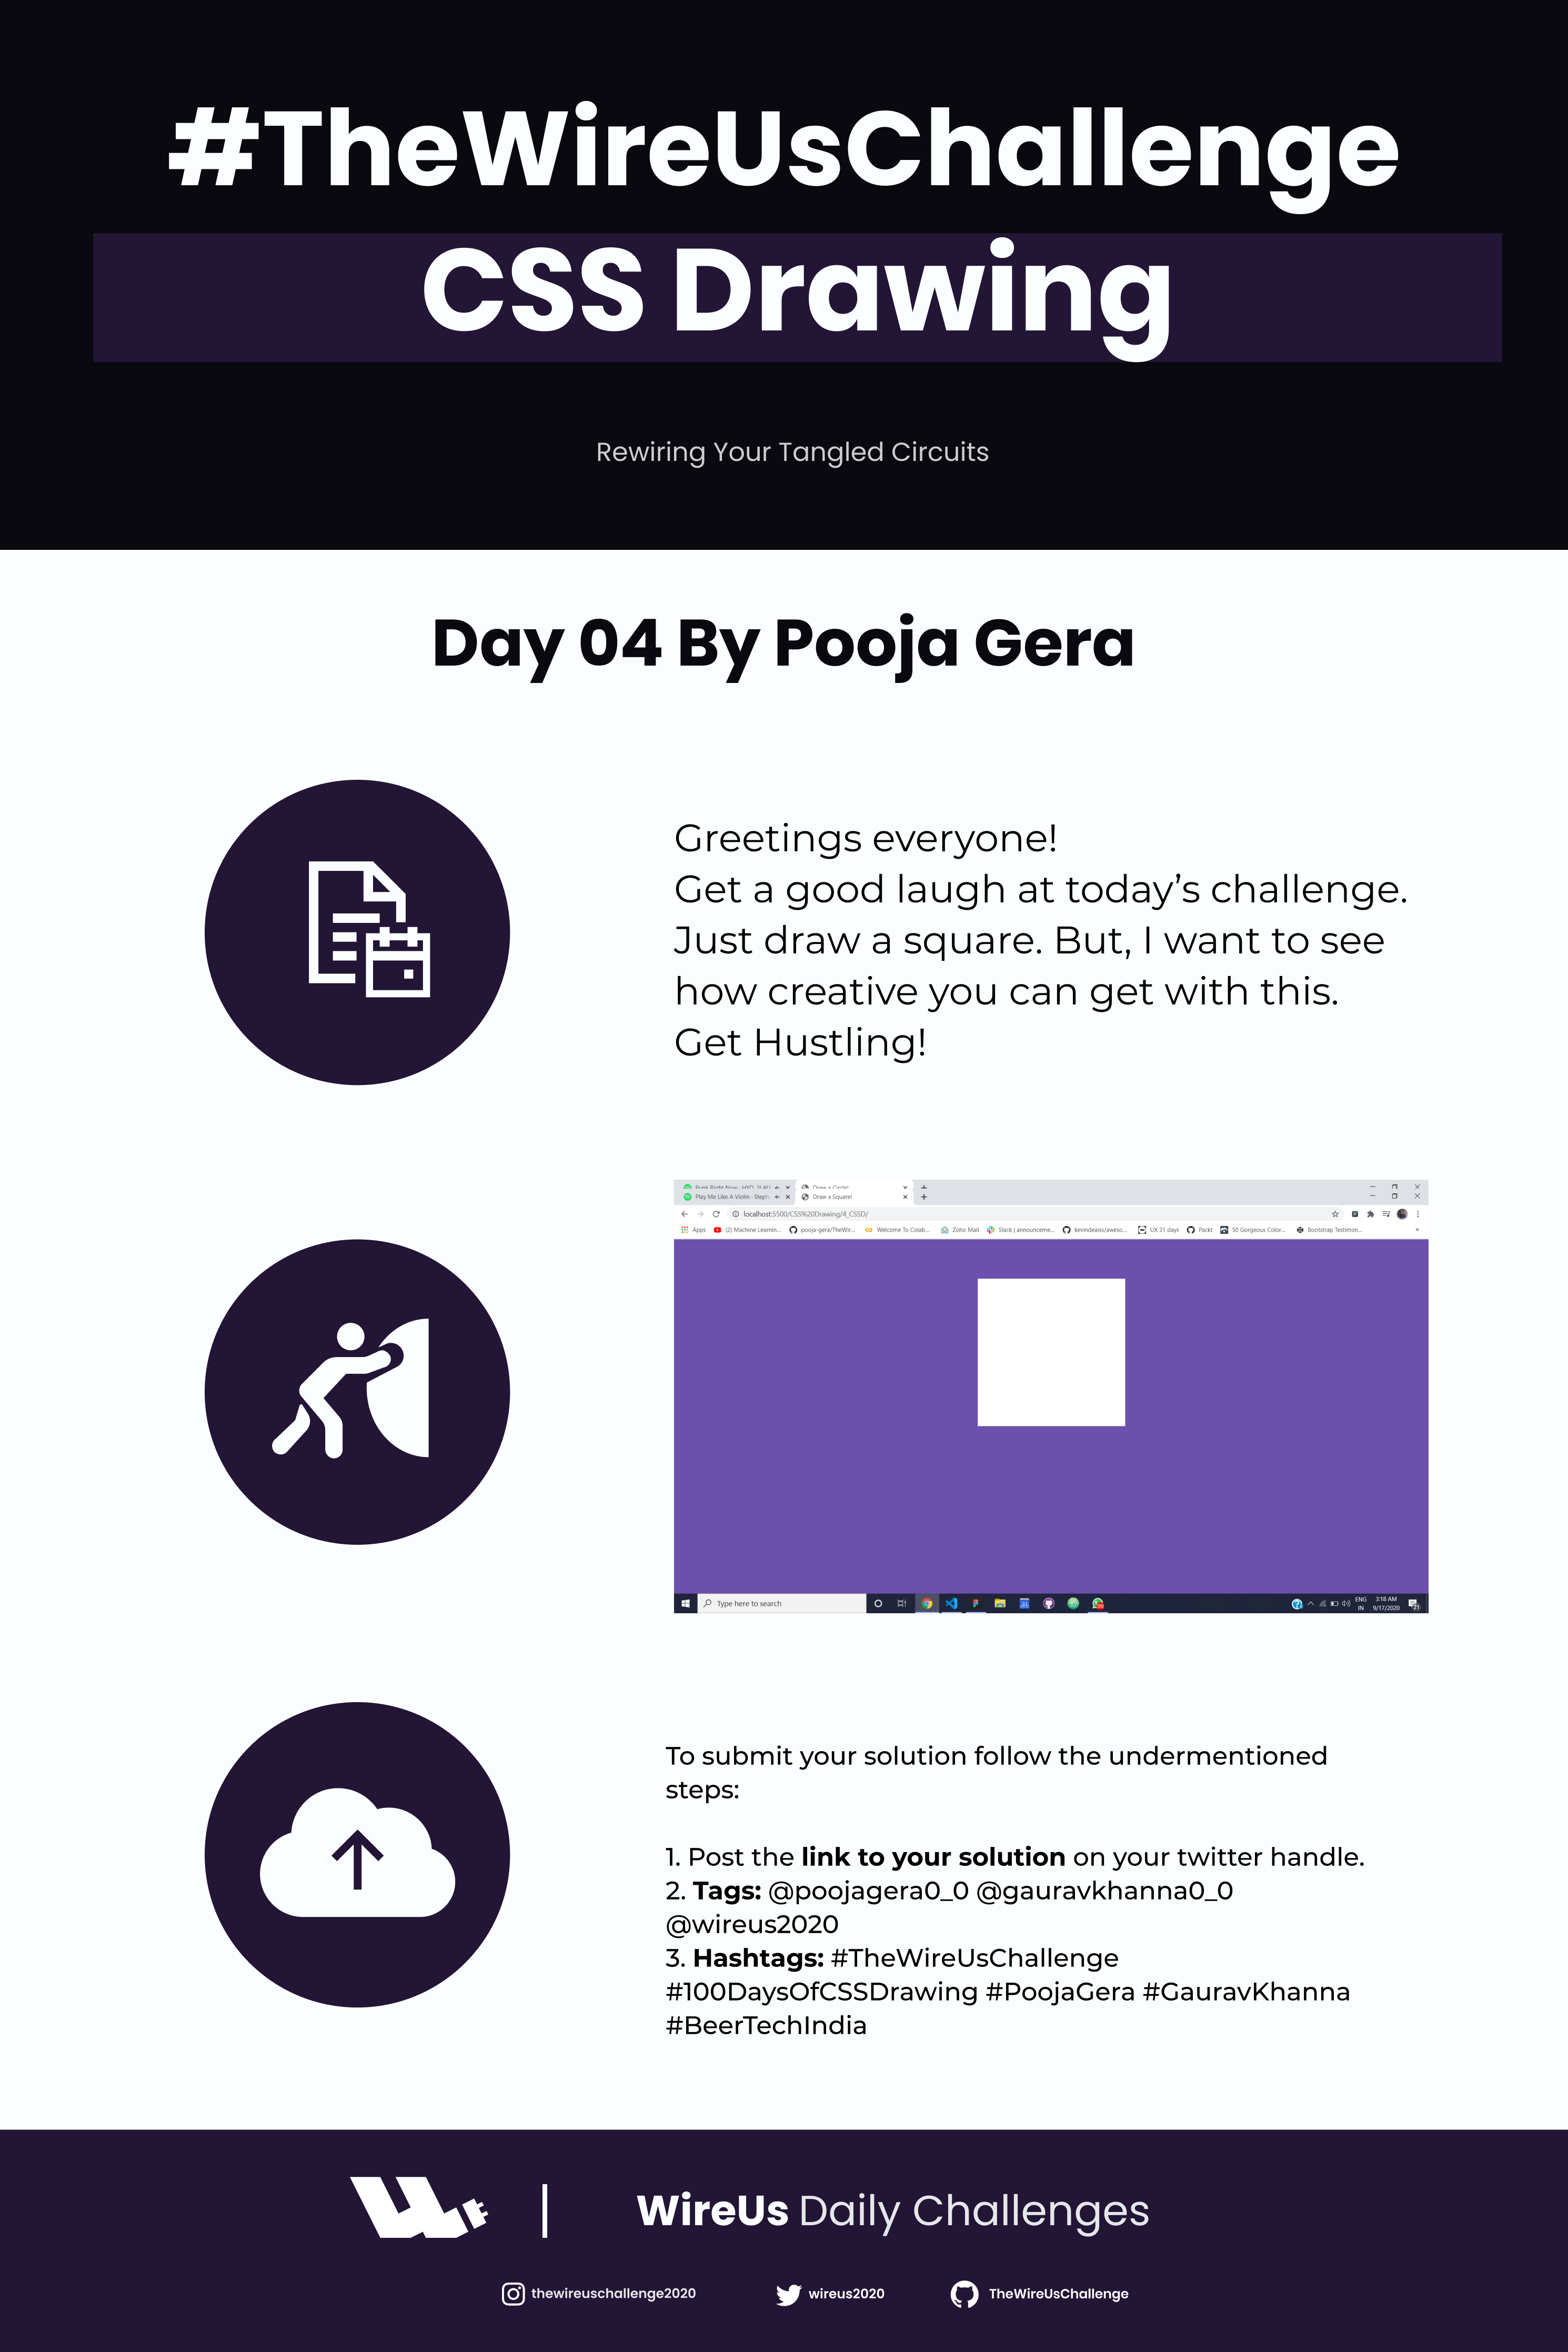 #TheWireUsChallenge
CSS Drawing
Rewiring Your Tangled Circuits
Day 04 By Pooja Gera
Greetings everyone!
Get a good laugh at today’s challenge.
Just draw a square. But, I want to see
how creative you can get with this.
Get Hustling!
Play Me Like A Violin - Steph Draw a Square!
localhost:5500/CSS%20Drawing/4_CSSD/
Apps (2) Machine Learnin... pooja-gera/TheWir... Welcome To Colab... Zoho Mail Slack | announceme... kevindeasis/aweso... UX 31 days Packt 50 Gorgeous Color... Bootstrap Testimon... »
Type here to search
ENG 3:18 AM
IN 9/17/2020 21
To submit your solution follow the undermentioned
steps:
1. Post the link to your solution on your twitter handle.
2. Tags: @poojagera0_0 @gauravkhanna0_0
@wireus2020
3. Hashtags: #TheWireUsChallenge
#100DaysOfCSSDrawing #PoojaGera #GauravKhanna
#BeerTechIndia
WireUs Daily Challenges
thewireuschallenge2020 wireus2020 TheWireUsChallenge